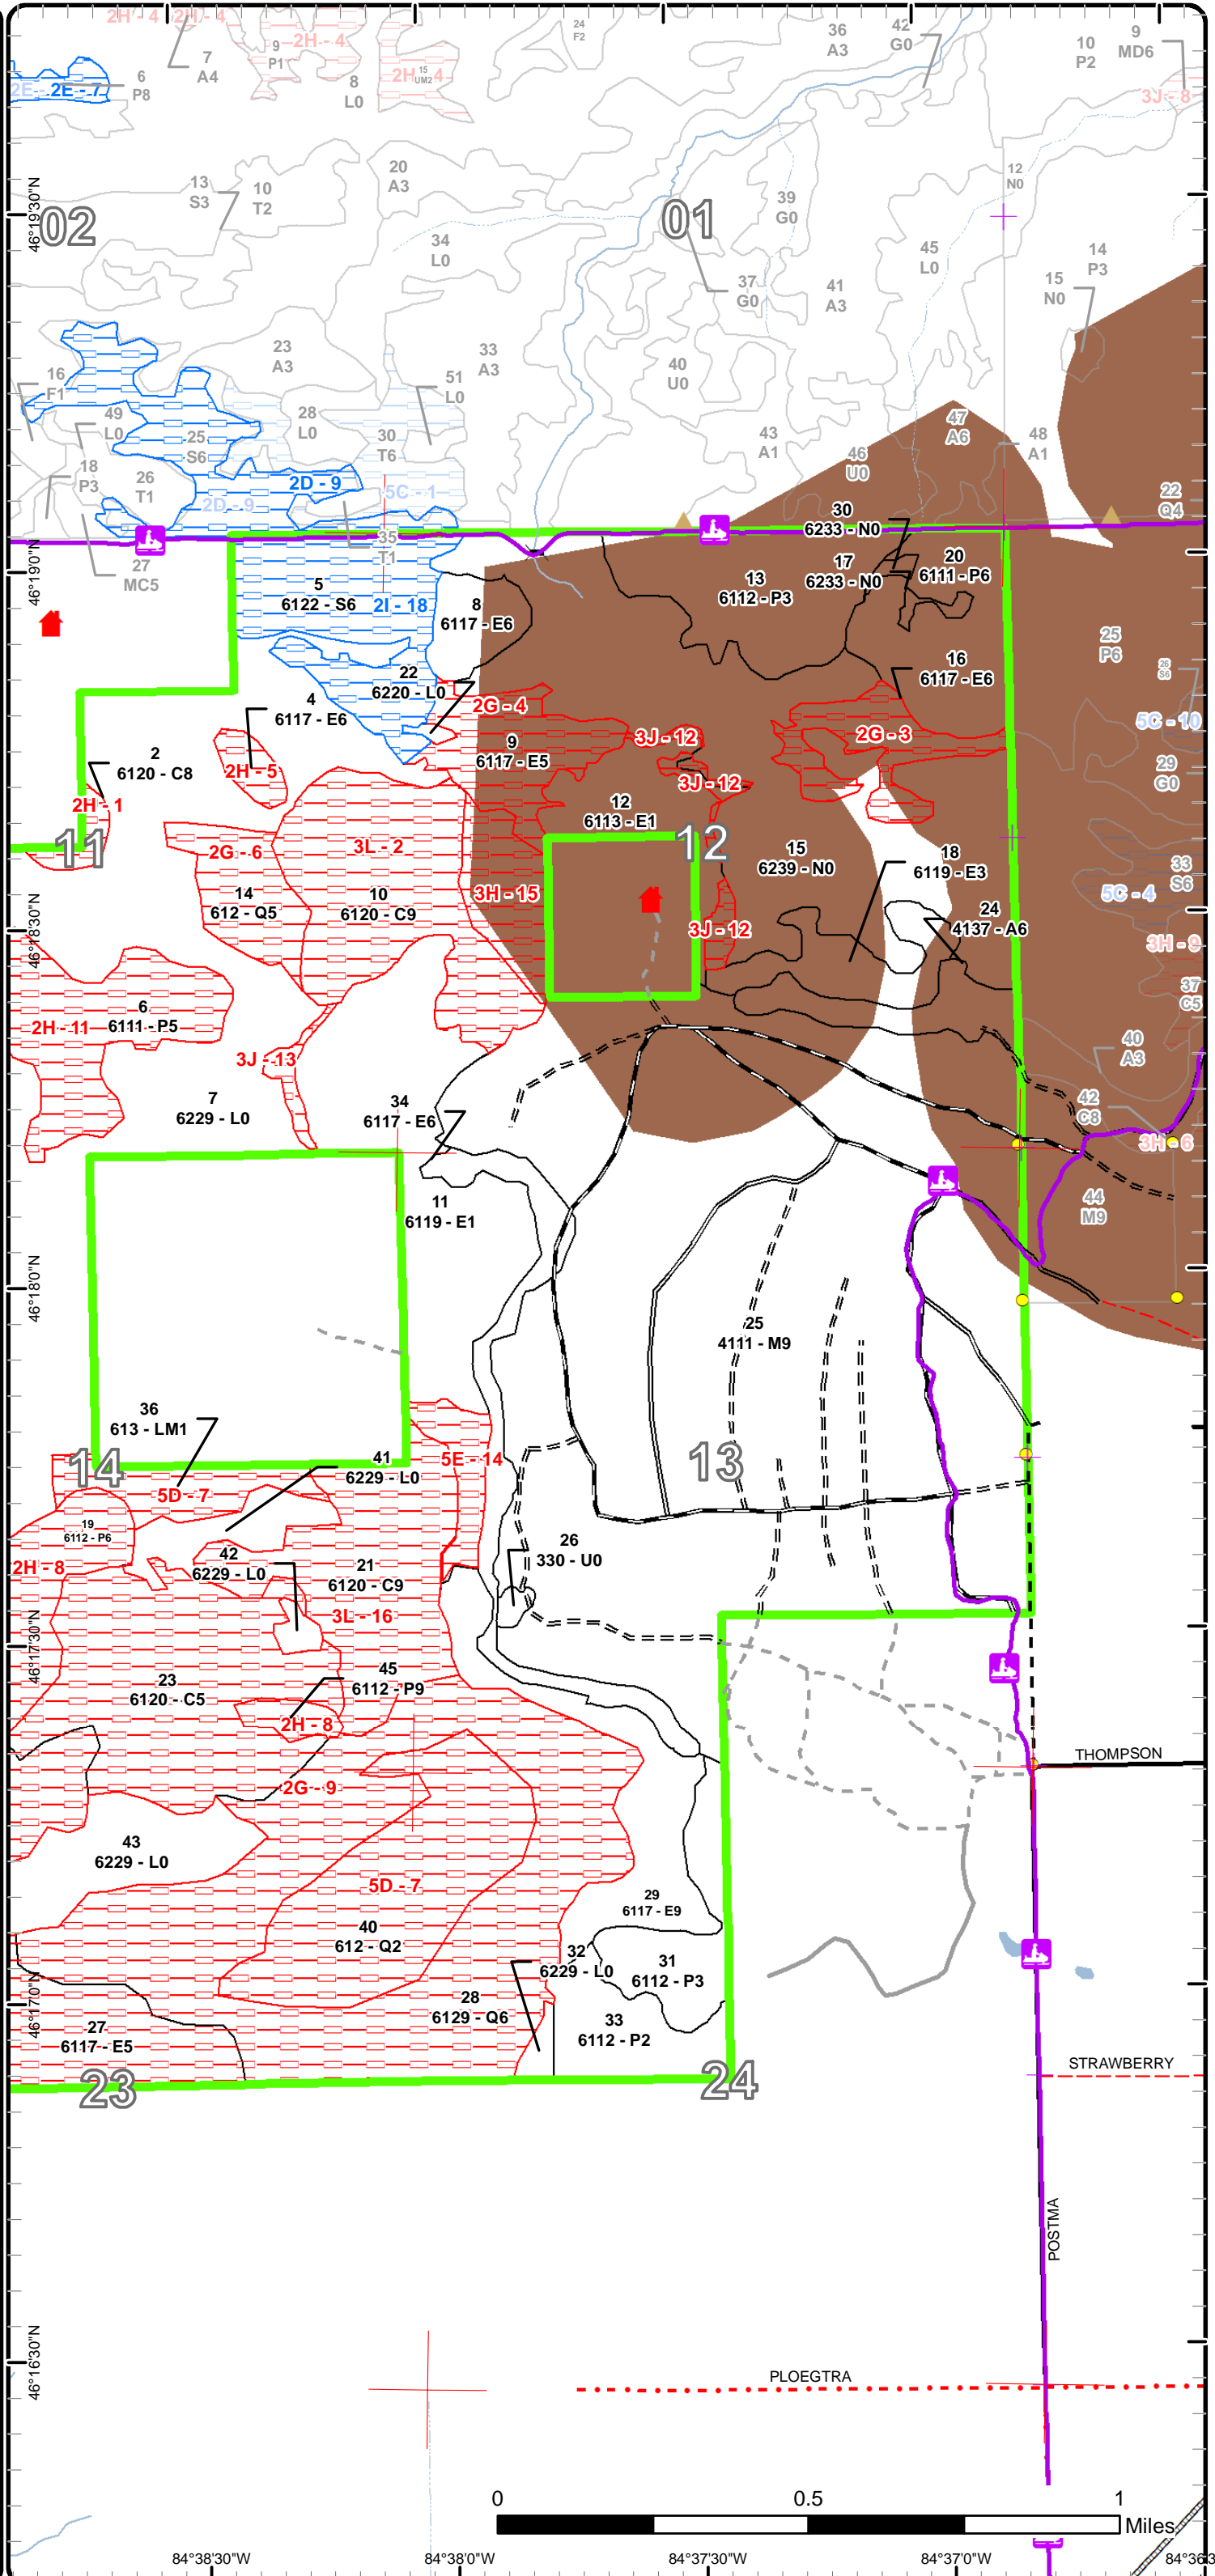 2H - 4
2H - 4
24
F2
36
A3
42
G0
9
MD6
10
P2
7
A4
9
P1
2H - 4
8
L0
2H 4
15
UM2
6
P8
2E -
2E - 7
3J - 8
02
01
13
S3
10
T2
20
A3
12
N0
39
G0
34
L0
45
L0
14
P3
15
N0
37
G0
41
A3
46°19'30"N
23
A3
33
A3
40
U0
16
F1
51
L0
49
L0
28
L0
25
S6
30
T6
43
A1
47
A6
48
A1
46
U0
18
P3
26
T1
2D - 9
2D - 9
5C - 1
22
Q4
35
T1
27
MC5
30
6233 - N0
17
6233 - N0
20
6111 - P6
13
6112 - P3
46°19'0"N
5
6122 - S6
2I - 18
8
6117 - E6
25
P6
26
S6
16
6117 - E6
22
6220 - L0
4
6117 - E6
2G - 4
5C - 10
3J - 12
2G - 3
2
6120 - C8
9
6117 - E5
2H - 5
29
G0
3J - 12
2H - 1
12
6113 - E1
11
12
2G - 6
3L - 2
15
6239 - N0
18
6119 - E3
33
S6
14
612 - Q5
10
6120 - C9
3H - 15
5C - 4
24
4137 - A6
3J - 12
3H - 9
46°18'30"N
37
C5
6
6111 - P5
2H - 11
3J - 13
40
A3
7
6229 - L0
34
6117 - E6
42
C8
3H - 6
11
6119 - E1
44
M9
46°18'0"N
25
4111 - M9
36
613 - LM1
14
41
6229 - L0
5E - 14
13
5D - 7
19
6112 - P6
26
330 - U0
2H - 8
42
6229 - L0
21
6120 - C9
3L - 16
46°17'30"N
23
6120 - C5
45
6112 - P9
2H - 8
THOMPSON
2G - 9
43
6229 - L0
5D - 7
29
6117 - E9
40
612 - Q2
32
6229 - L0
31
6112 - P3
28
6129 - Q6
33
6112 - P2
46°17'0"N
27
6117 - E5
STRAWBERRY
23
24
POSTMA
46°16'30"N
PLOEGTRA
0
0.5
1
Miles
84°38'30"W
84°38'0"W
84°37'30"W
84°37'0"W
84°36'3